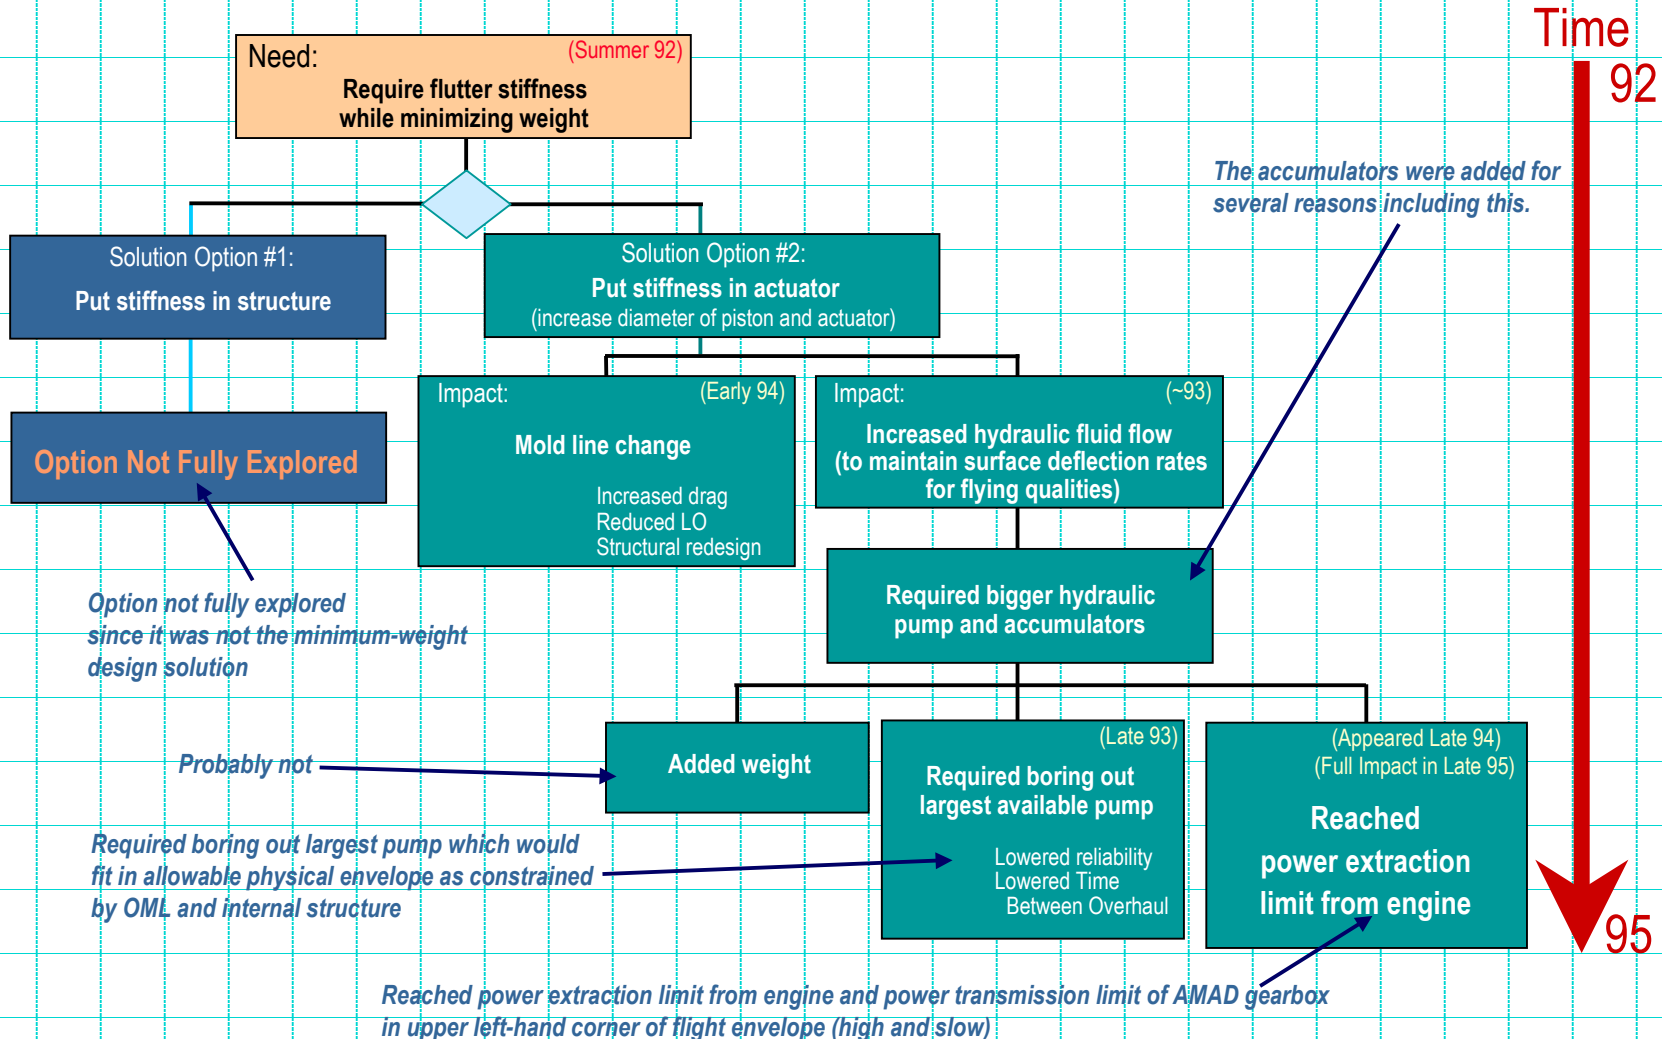 Time
92
Need:
(Summer 92)
Require flutter stiffness
while minimizing weight
The accumulators were added for
several reasons including this.
Solution Option #1:
Put stiffness in structure
Solution Option #2:
Put stiffness in actuator
(increase diameter of piston and actuator)
Option Not Fully Explored
Impact:
(Early 94)
Mold line change
Increased drag
Reduced LO
Structural redesign
Impact:
(~93)
Increased hydraulic fluid flow
(to maintain surface deflection rates
for flying qualities)
Option not fully explored
since it was not the minimum-weight
design solution
Required bigger hydraulic
pump and accumulators
Probably not
Added weight
(Late 93)
Required boring out
largest available pump
Lowered reliability
Lowered Time
Between Overhaul
(Appeared Late 94)
(Full Impact in Late 95)
Reached
power extraction
limit from engine
Required boring out largest pump which would
fit in allowable physical envelope as constrained
by OML and internal structure
95
Reached power extraction limit from engine and power transmission limit of AMAD gearbox
in upper left-hand corner of flight envelope (high and slow)